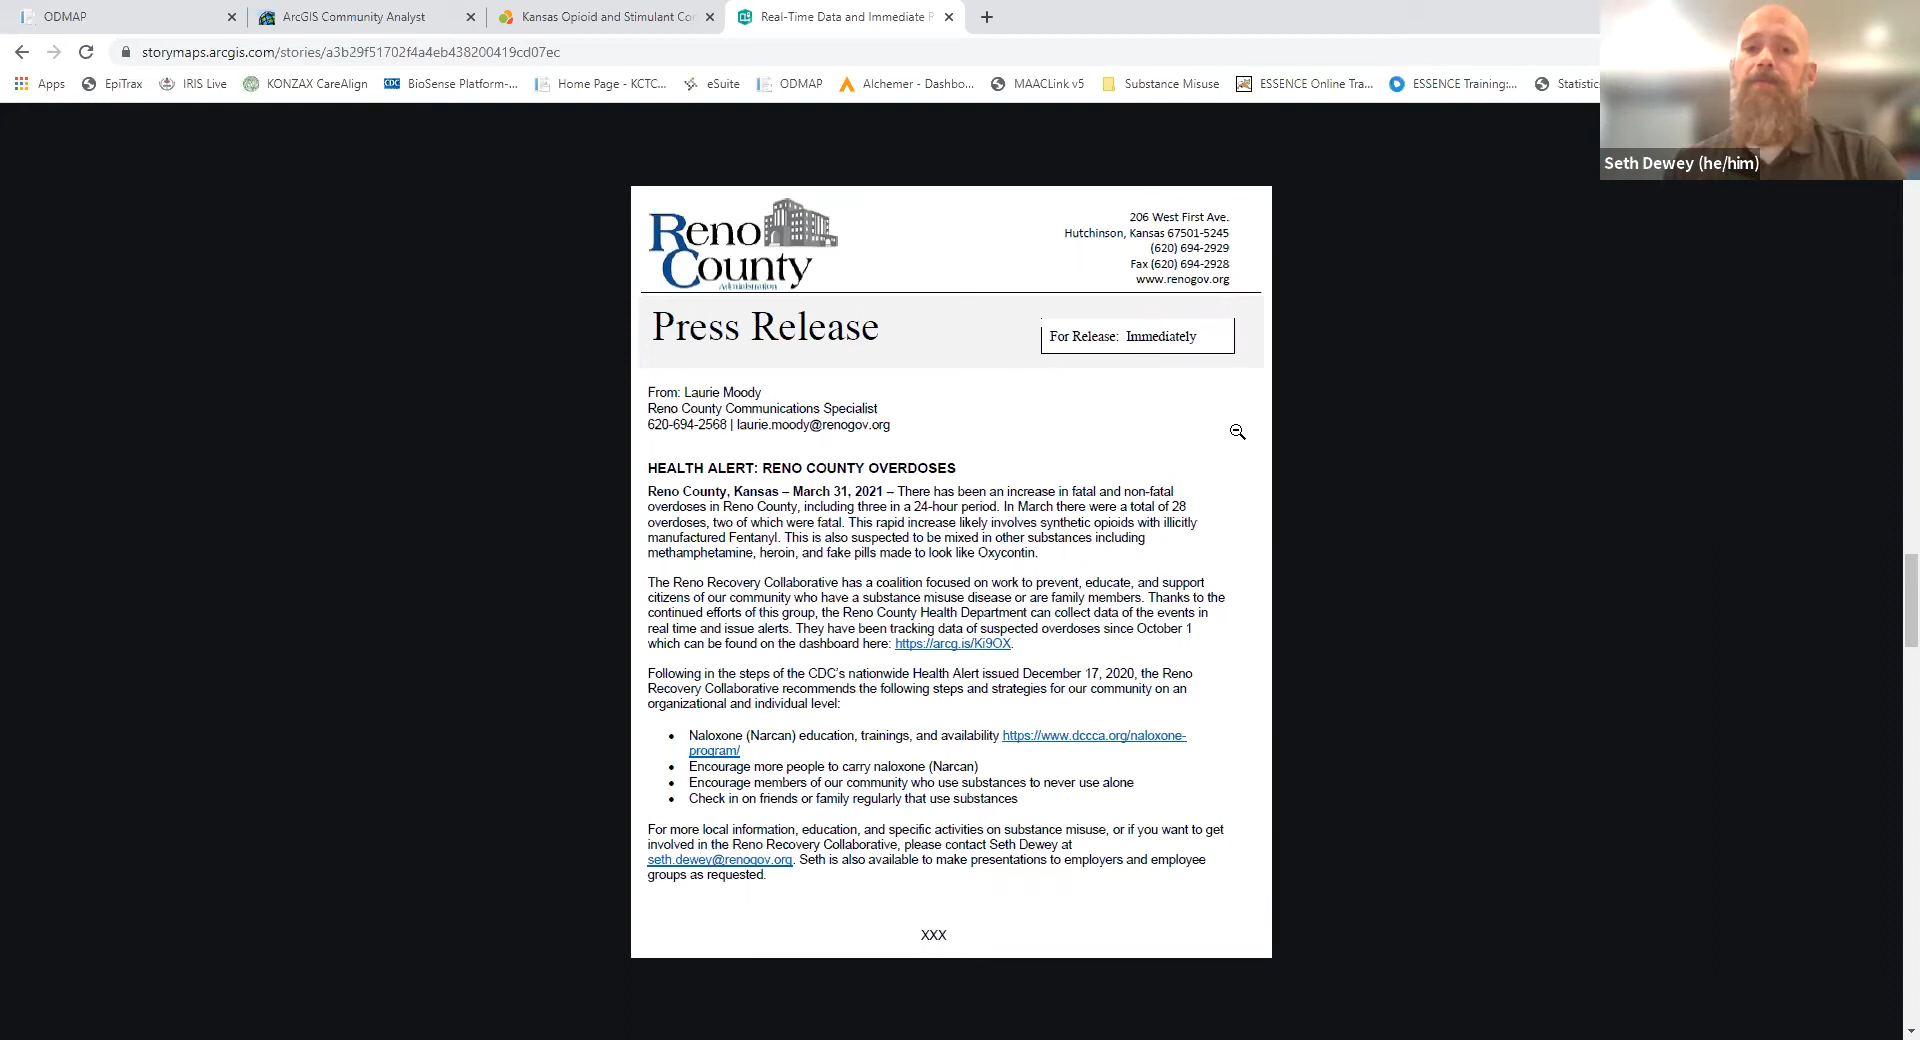 ODMAP
ArcGIS Community Analyst
Kansas Opioid and Stimulant Co
Real-Time Data and Immediate
storymaps.arcgis.com/stories/a3b29f51702f4a4eb438200419cd07ec
Apps EpiTrax IRIS Live KONZAX CareAlign CDC BioSense Platform-... Home Page - KCTC... eSuite ODMAP Alchemer - Dashbo... MAACLink v5 Substance Misuse ESSENCE Online Tra... ESSENCE Training:... Statistic
Seth Dewey (he/him)
Reno
County
Administration
206 West First Ave.
Hutchinson, Kansas 67501-5245
(620) 694-2929
Fax (620) 694-2928
www.renogov.org
Press Release
For Release: Immediately
From: Laurie Moody
Reno County Communications Specialist
620-694-2568 | laurie.moody@renogov.org
HEALTH ALERT: RENO COUNTY OVERDOSES
Reno County, Kansas – March 31, 2021 – There has been an increase in fatal and non-fatal
overdoses in Reno County, including three in a 24-hour period. In March there were a total of 28
overdoses, two of which were fatal. This rapid increase likely involves synthetic opioids with illicitly
manufactured Fentanyl. This is also suspected to be mixed in other substances including
methamphetamine, heroin, and fake pills made to look like Oxycontin.
The Reno Recovery Collaborative has a coalition focused on work to prevent, educate, and support
citizens of our community who have a substance misuse disease or are family members. Thanks to the
continued efforts of this group, the Reno County Health Department can collect data of the events in
real time and issue alerts. They have been tracking data of suspected overdoses since October 1
which can be found on the dashboard here: https://arcg.is/Ki9OX.
Following in the steps of the CDC's nationwide Health Alert issued December 17, 2020, the Reno
Recovery Collaborative recommends the following steps and strategies for our community on an
organizational and individual level:
• Naloxone (Narcan) education, trainings, and availability https://www.dccca.org/naloxone-
program/
• Encourage more people to carry naloxone (Narcan)
• Encourage members of our community who use substances to never use alone
• Check in on friends or family regularly that use substances
For more local information, education, and specific activities on substance misuse, or if you want to get
involved in the Reno Recovery Collaborative, please contact Seth Dewey at
seth.dewey@renogov.org. Seth is also available to make presentations to employers and employee
groups as requested.
XXX